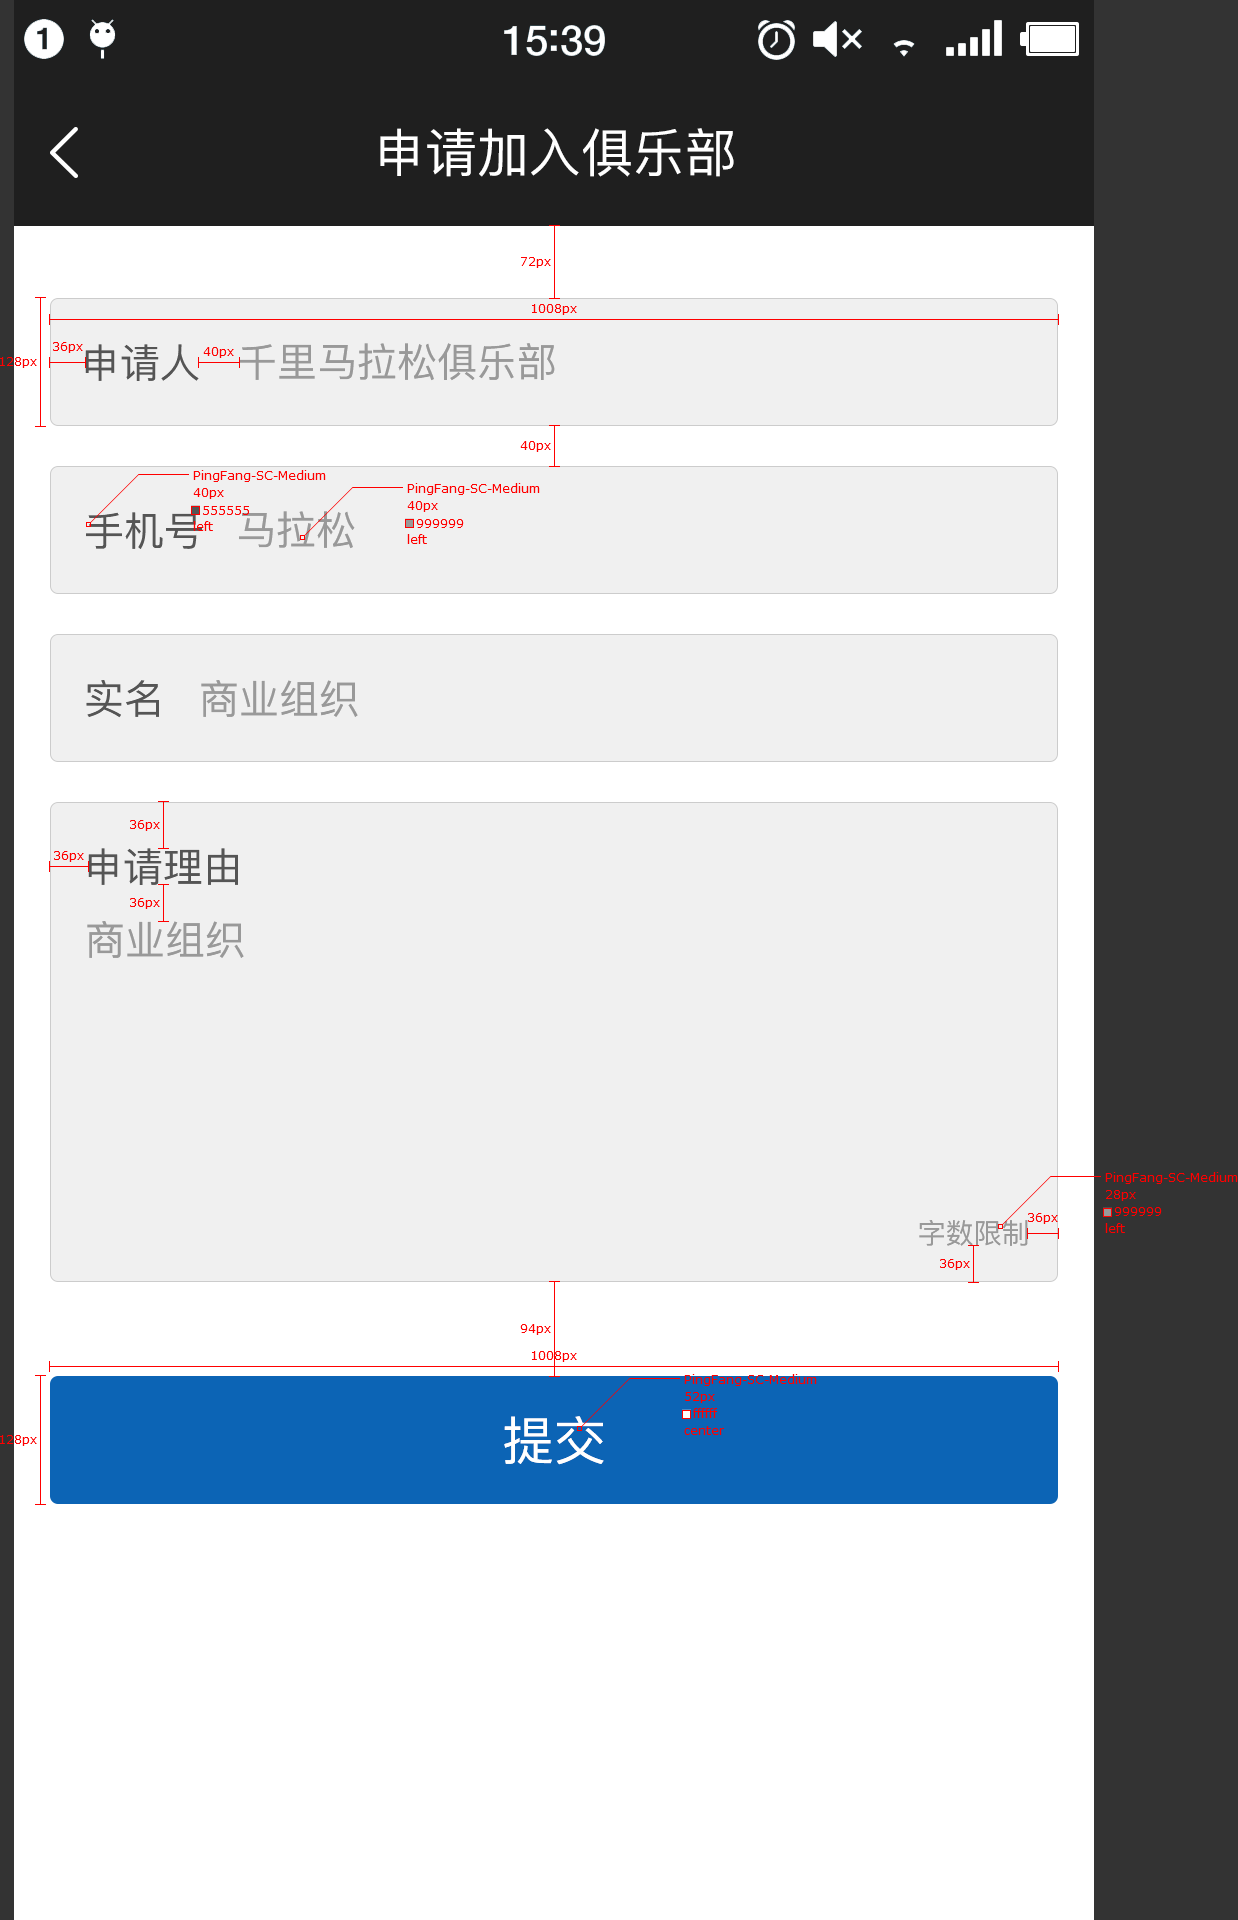 1
15:39
申请加入俱乐部
72px
1008px
128px
36px
申请人
40px
千里马拉松俱乐部
40px
PingFang-SC-Medium
40px
555555
left
PingFang-SC-Medium
40px
999999
left
手机号
马拉松
实名
商业组织
36px
36px
申请理由
36px
商业组织
PingFang-SC-Medium
28px
999999
left
36px
字数限制
36px
94px
1008px
128px
PingFang-SC-Medium
52px
ffffff
center
提交